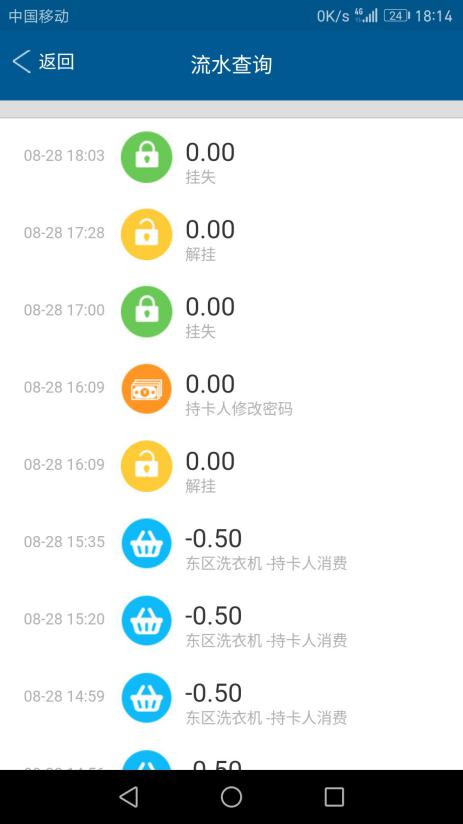 中国移动 0K/s 4G 24 18:14
返回 流水查询
08-28 18:03 0.00
挂失
08-28 17:28 0.00
解挂
08-28 17:00 0.00
挂失
08-28 16:09 0.00
持卡人修改密码
08-28 16:09 0.00
解挂
08-28 15:35 -0.50
东区洗衣机 -持卡人消费
08-28 15:20 -0.50
东区洗衣机 -持卡人消费
08-28 14:59 -0.50
东区洗衣机 -持卡人消费
-0.50